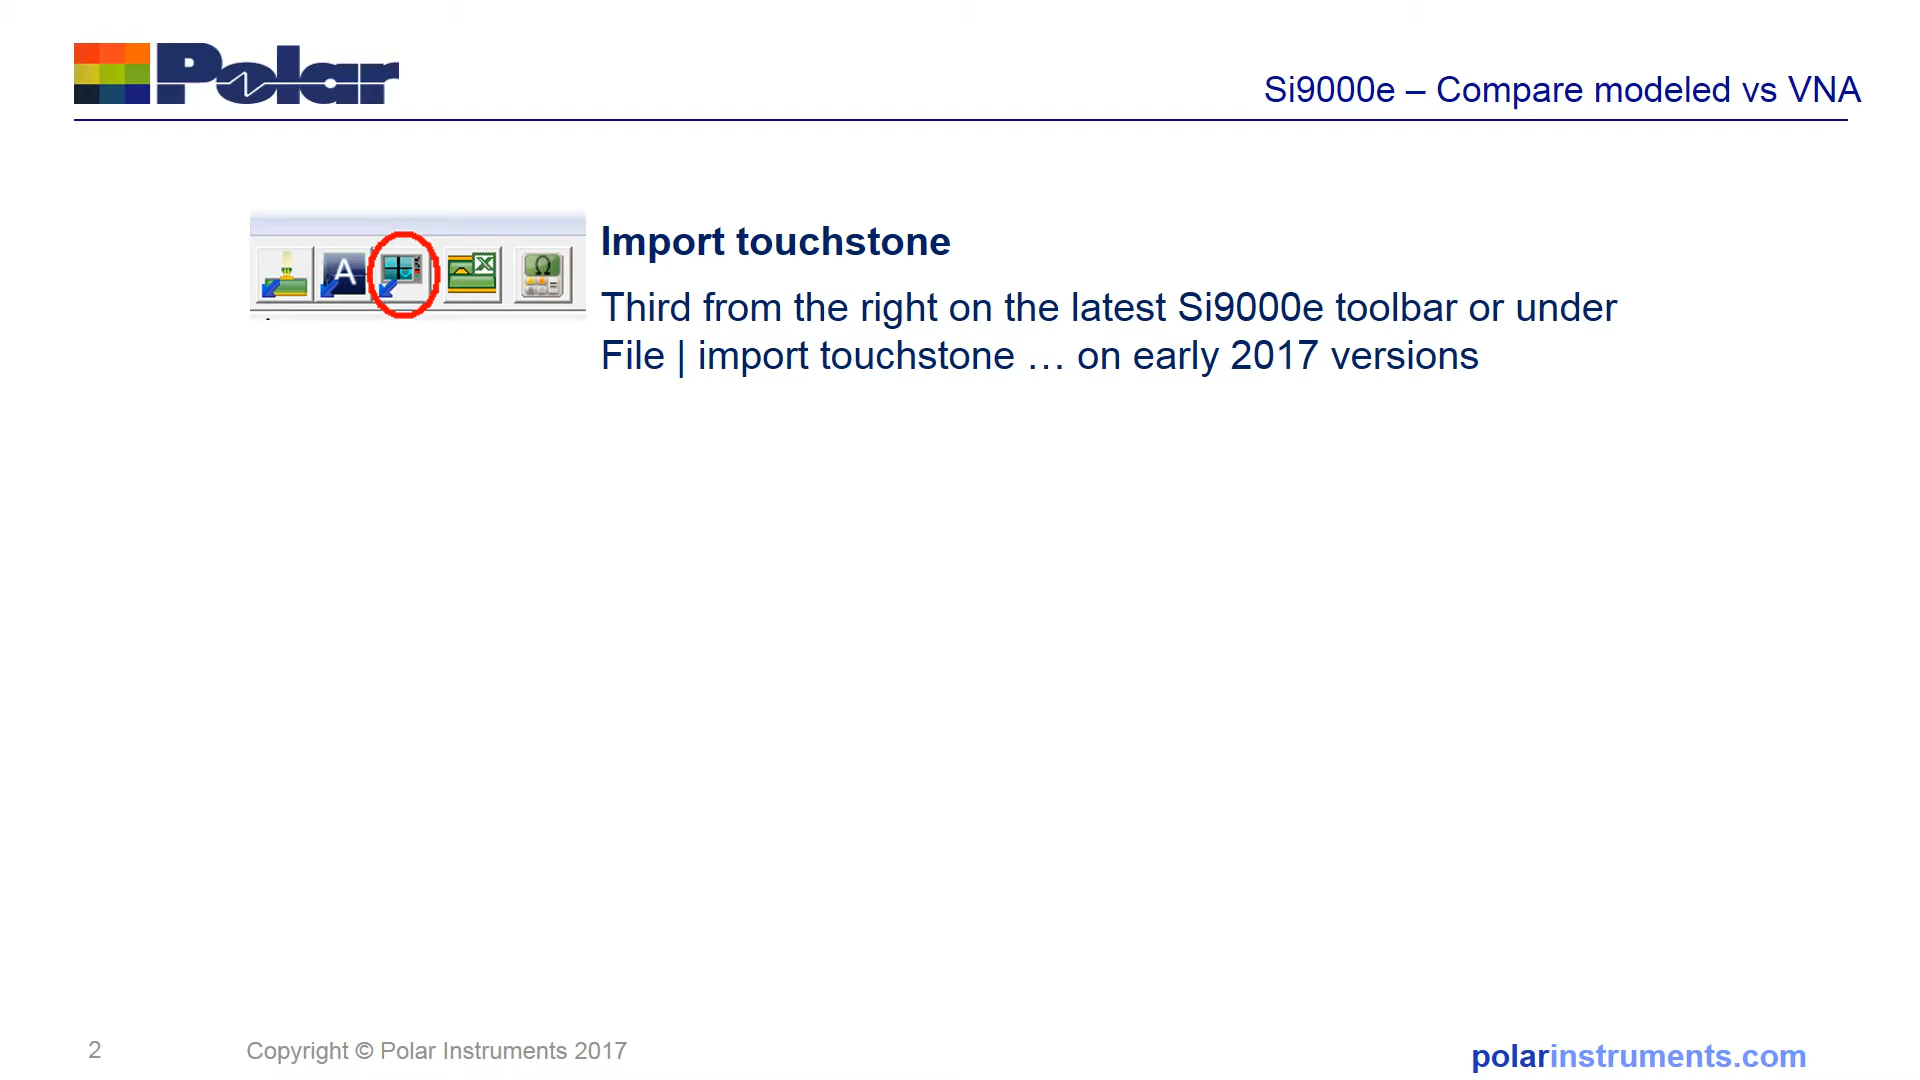 Polar
Si9000e – Compare modeled vs VNA
A
X
Ω
Import touchstone
Third from the right on the latest Si9000e toolbar or under
File | import touchstone … on early 2017 versions
2
Copyright © Polar Instruments 2017
polarinstruments.com